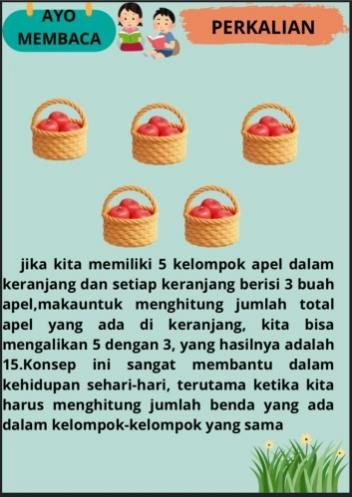 AYO
MEMBACA
PERKALIAN
jika kita memiliki 5 kelompok apel dalam
keranjang dan setiap keranjang berisi 3 buah
apel,makauntuk menghitung jumlah total
apel yang ada di keranjang, kita bisa
mengalikan 5 dengan 3, yang hasilnya adalah
15.Konsep ini sangat membantu dalam
kehidupan sehari-hari, terutama ketika kita
harus menghitung jumlah benda yang ada
dalam kelompok-kelompok yang sama